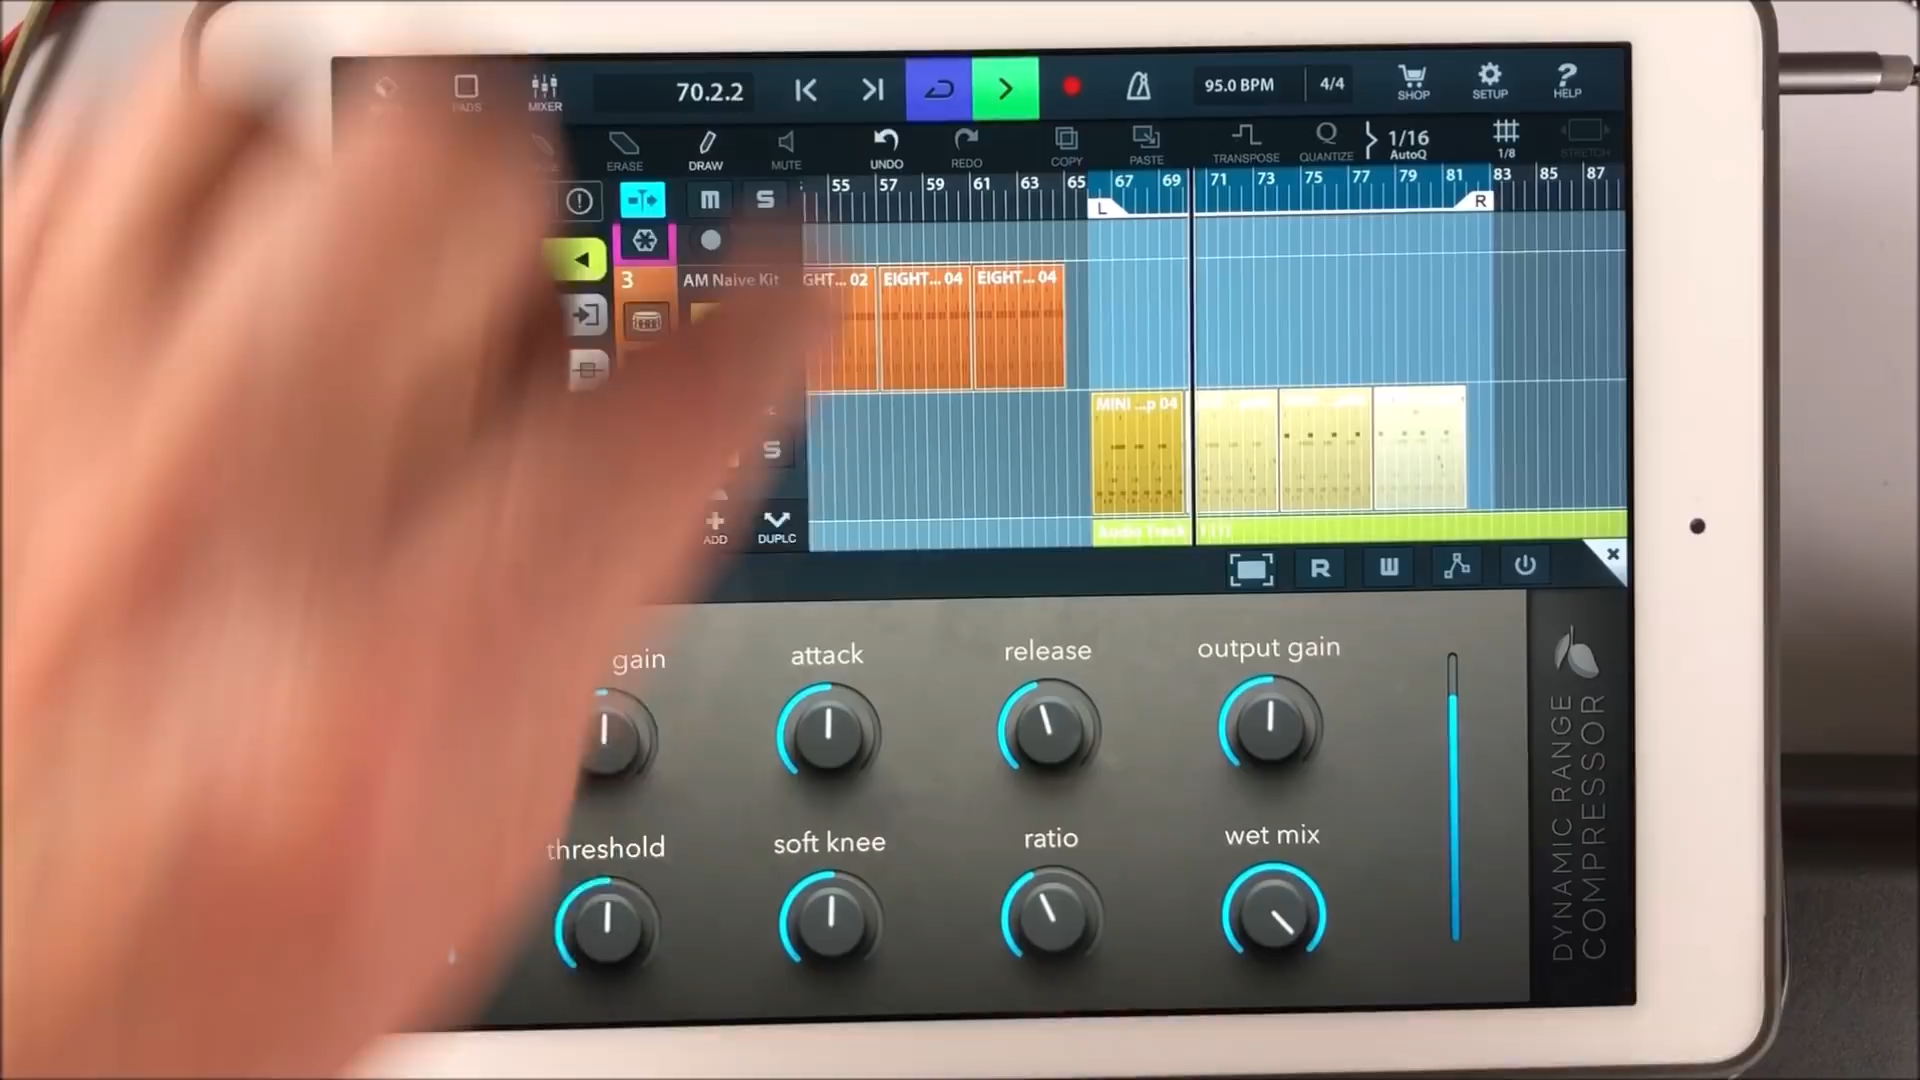 PADS
MIXER
70.2.2
95.0 BPM
4/4
SHOP
SETUP
? HELP
ERASE
DRAW
MUTE
UNDO
REDO
COPY
PASTE
TRANSPOSE
Q
QUANTIZE
1/16
AutoQ
1/8
STRETCH
M
S
55 57 59 61 63 65 67 69 71 73 75 77 79 81 83 85 87
L
R
3
AM Naive Kit
GHT... 02
EIGHT... 04
EIGHT... 04
S
MINI ...p 04
ADD
DUPLC
Audio Track
R
W
gain
attack
release
output gain
threshold
soft knee
ratio
wet mix
DYNAMIC RANGE
COMPRESSOR